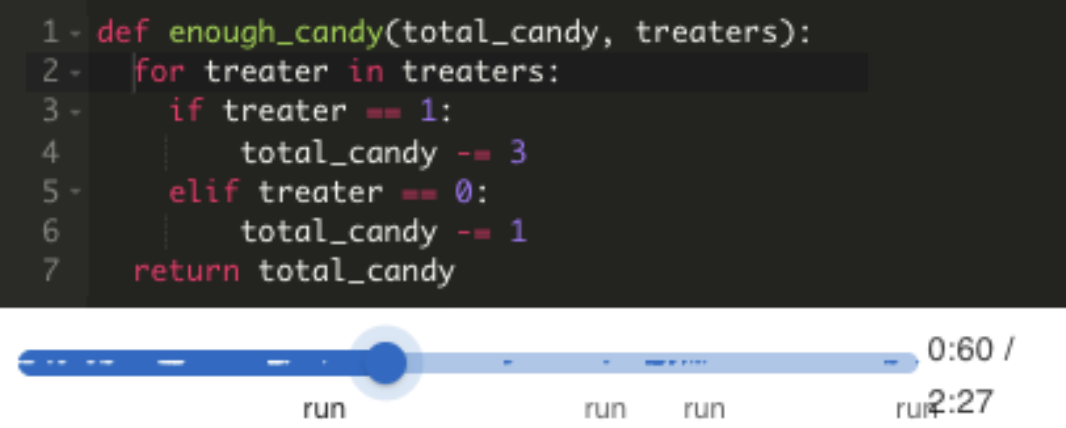 1 def enough_candy(total_candy, treaters):
2 for treater in treaters:
3 if treater == 1:
4 total_candy -= 3
5 elif treater == 0:
6 total_candy -= 1
7 return total_candy
0:60 /
2:27
run run run run